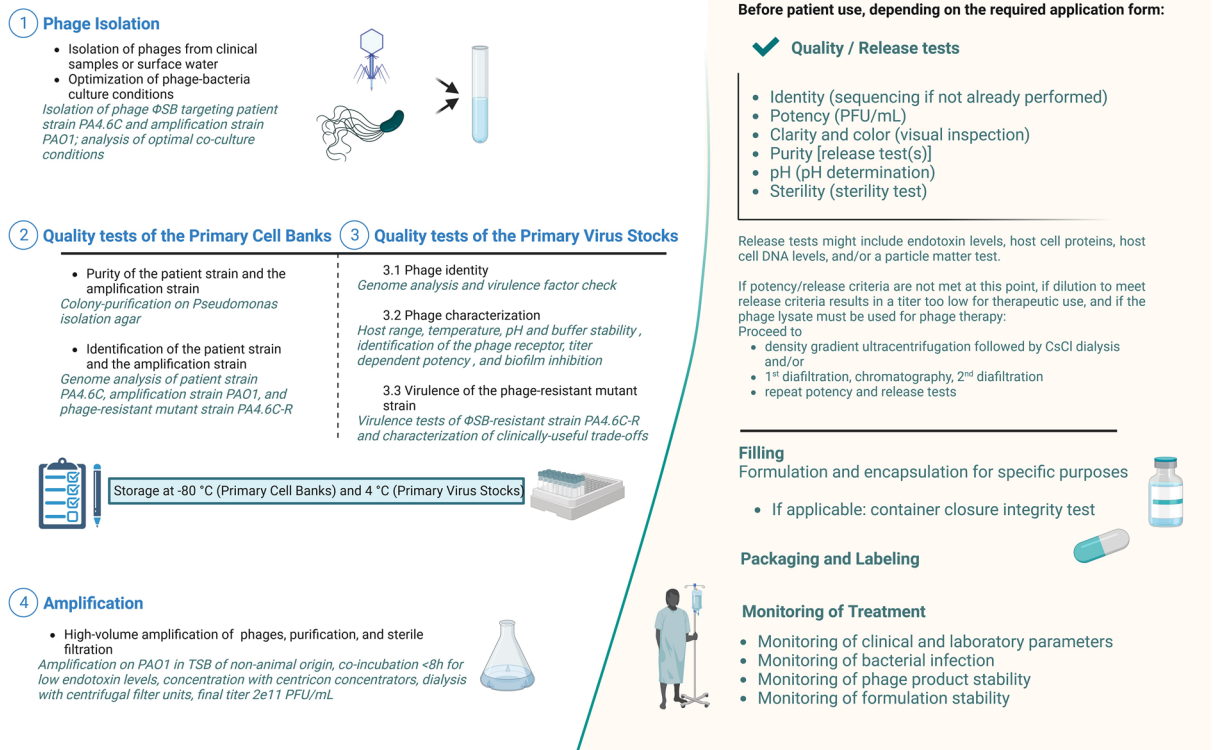 1 Phage Isolation
• Isolation of phages from clinical
samples or surface water
• Optimization of phage-bacteria
culture conditions
Isolation of phage ΦSB targeting patient
strain PA4.6C and amplification strain
PAO1; analysis of optimal co-culture
conditions
2 Quality tests of the Primary Cell Banks
• Purity of the patient strain and the
amplification strain
Colony-purification on Pseudomonas
isolation agar
• Identification of the patient strain
and the amplification strain
Genome analysis of patient strain
PA4.6C, amplification strain PAO1, and
phage-resistant mutant strain PA4.6C-R
3 Quality tests of the Primary Virus Stocks
3.1 Phage identity
Genome analysis and virulence factor check
3.2 Phage characterization
Host range, temperature, pH and buffer stability ,
identification of the phage receptor, titer
dependent potency , and biofilm inhibition
3.3 Virulence of the phage-resistant mutant
strain
Virulence tests of ΦSB-resistant strain PA4.6C-R
and characterization of clinically-useful trade-offs
Storage at -80 °C (Primary Cell Banks) and 4 °C (Primary Virus Stocks)
4 Amplification
• High-volume amplification of phages, purification, and sterile
filtration
Amplification on PAO1 in TSB of non-animal origin, co-incubation <8h for
low endotoxin levels, concentration with centricon concentrators, dialysis
with centrifugal filter units, final titer 2e11 PFU/mL
Before patient use, depending on the required application form:
Quality / Release tests
• Identity (sequencing if not already performed)
• Potency (PFU/mL)
• Clarity and color (visual inspection)
• Purity [release test(s)]
• pH (pH determination)
• Sterility (sterility test)
Release tests might include endotoxin levels, host cell proteins, host
cell DNA levels, and/or a particle matter test.
If potency/release criteria are not met at this point, if dilution to meet
release criteria results in a titer too low for therapeutic use, and if the
phage lysate must be used for phage therapy:
Proceed to
• density gradient ultracentrifugation followed by CsCl dialysis
and/or
• 1st diafiltration, chromatography, 2nd diafiltration
• repeat potency and release tests
Filling
Formulation and encapsulation for specific purposes
• If applicable: container closure integrity test
Packaging and Labeling
Monitoring of Treatment
• Monitoring of clinical and laboratory parameters
• Monitoring of bacterial infection
• Monitoring of phage product stability
• Monitoring of formulation stability